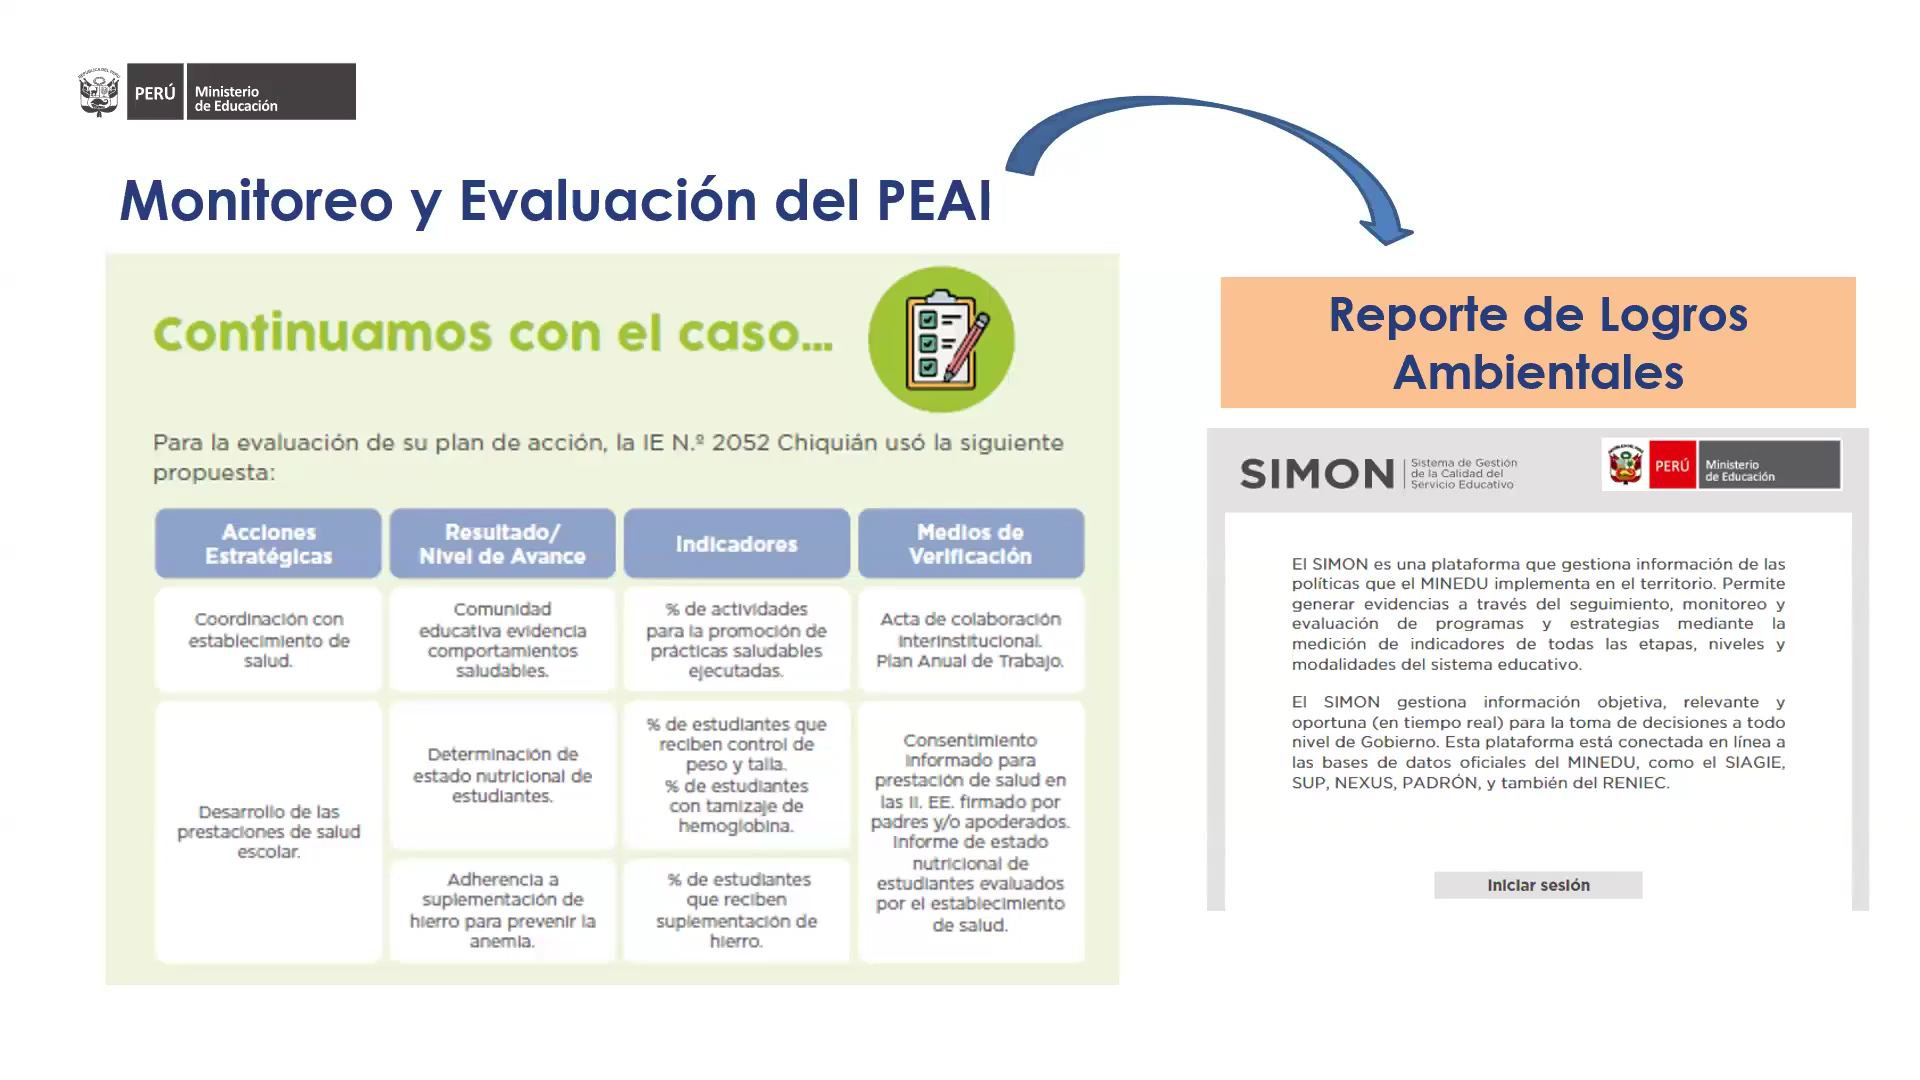 PERÚ
Ministerio
de Educación
Monitoreo y Evaluación del PEAI
Continuamos con el caso...
Para la evaluación de su plan de acción, la IE N.º 2052 Chiquián usó la siguiente
propuesta:
Acciones
Estratégicas
Resultado/
Nivel de Avance
Indicadores
Medios de
Verificación
Coordinación con
establecimiento de
salud.
Comunidad
educativa evidencia
comportamientos
saludables.
% de actividades
para la promoción de
prácticas saludables
ejecutadas.
Acta de colaboración
interinstitucional.
Plan Anual de Trabajo.
Desarrollo de las
prestaciones de salud
escolar.
Determinación de
estado nutricional de
estudiantes.
% de estudiantes que
reciben control de
peso y talla.
% de estudiantes
con tamizaje de
hemoglobina.
Consentimiento
informado para
prestación de salud en
las II. EE. firmado por
padres y/o apoderados.
Informe de estado
nutricional de
estudiantes evaluados
por el establecimiento
de salud.
Adherencia a
suplementación de
hierro para prevenir la
anemia.
% de estudiantes
que reciben
suplementación de
hierro.
Reporte de Logros
Ambientales
SIMON
Sistema de Gestión
de la Calidad del
Servicio Educativo
PERÚ
Ministerio
de Educación
El SIMON es una plataforma que gestiona información de las
políticas que el MINEDU implementa en el territorio. Permite
generar evidencias a través del seguimiento, monitoreo y
evaluación de programas y estrategias mediante la
medición de indicadores de todas las etapas, niveles y
modalidades del sistema educativo.
El SIMON gestiona información objetiva, relevante y
oportuna (en tiempo real) para la toma de decisiones a todo
nivel de Gobierno. Esta plataforma está conectada en línea a
las bases de datos oficiales del MINEDU, como el SIAGIE,
SUP, NEXUS, PADRÓN, y también del RENIEC.
Iniciar sesión